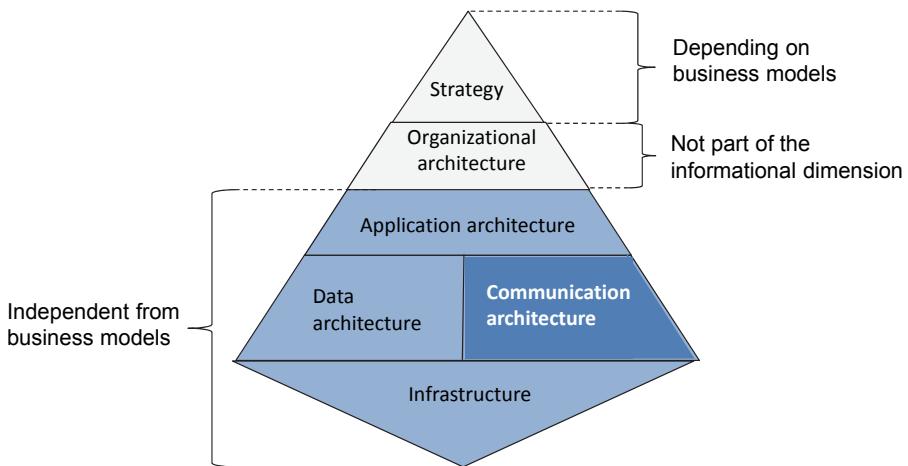 Depending on
business models
Strategy
Organizational
architecture
Not part of the
informational dimension
Application architecture
Data
architecture
Communication
architecture
Independent from
business models
Infrastructure